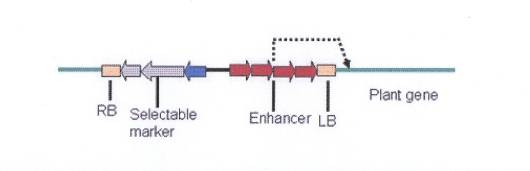 RB
Selectable
marker
Enhancer
LB
Plant gene